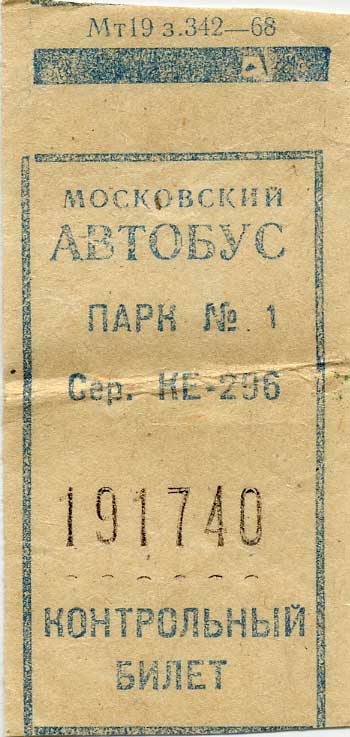 Мт19 з.342—68
МОСКОВСКИЙ
АВТОБУС
ПАРК № 1
Сер. КЕ-296
191740
КОНТРОЛЬНЫЙ
БИЛЕТ